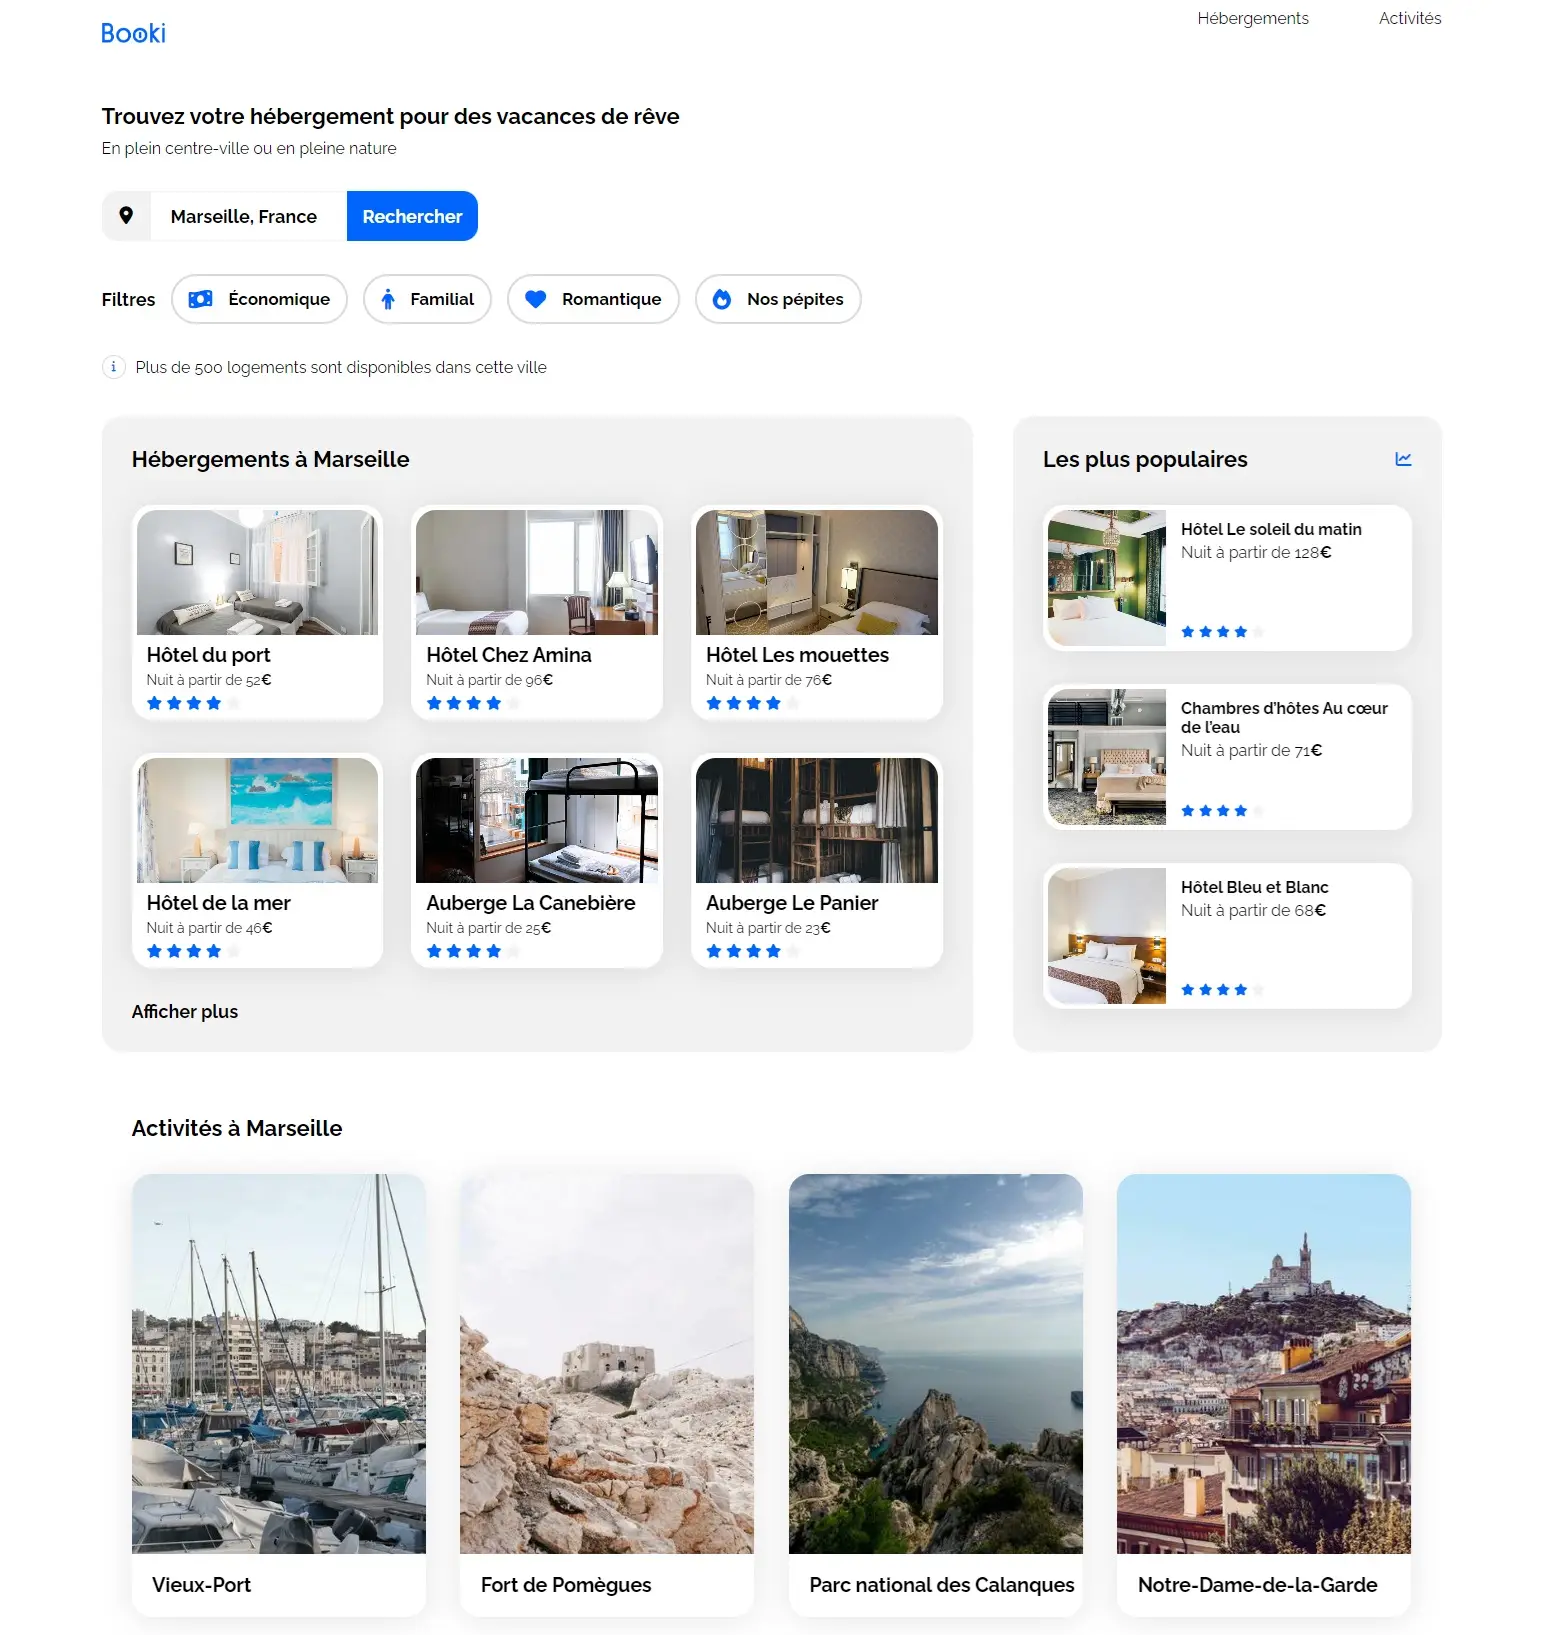 Booki
Hébergements
Activités
Trouvez votre hébergement pour des vacances de rêve
En plein centre-ville ou en pleine nature
Marseille, France
Rechercher
Filtres
Économique
Familial
Romantique
Nos pépites
Plus de 500 logements sont disponibles dans cette ville
Hébergements à Marseille
Hôtel du port
Nuit à partir de 52€
Hôtel Chez Amina
Nuit à partir de 96€
Hôtel Les mouettes
Nuit à partir de 76€
Hôtel de la mer
Nuit à partir de 46€
Auberge La Canebière
Nuit à partir de 25€
Auberge Le Panier
Nuit à partir de 23€
Afficher plus
Les plus populaires
Hôtel Le soleil du matin
Nuit à partir de 128€
Chambres d’hôtes Au cœur
de l’eau
Nuit à partir de 71€
Hôtel Bleu et Blanc
Nuit à partir de 68€
Activités à Marseille
Vieux-Port
Fort de Pomègues
Parc national des Calanques
Notre-Dame-de-la-Garde